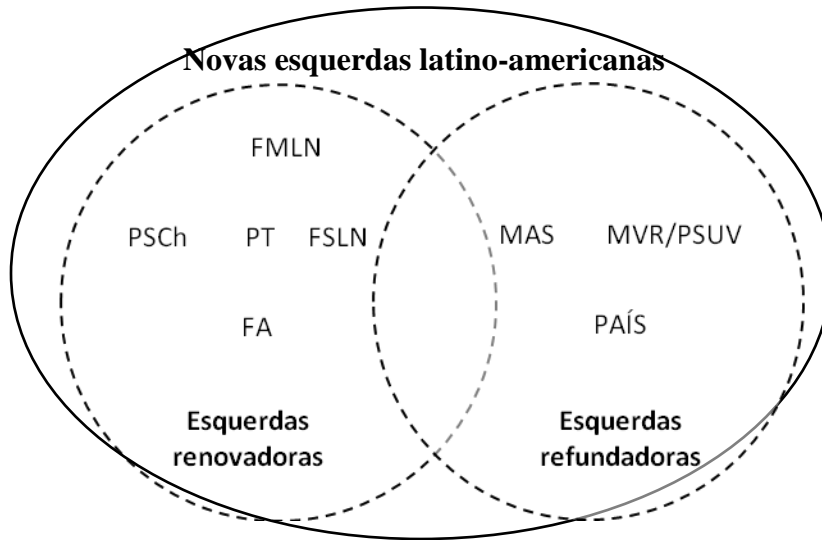 Novas esquerdas latino-americanas
FMLN
PSCh PT FSLN MAS MVR/PSUV
FA PAÍS
Esquerdas renovadoras
Esquerdas refundadoras